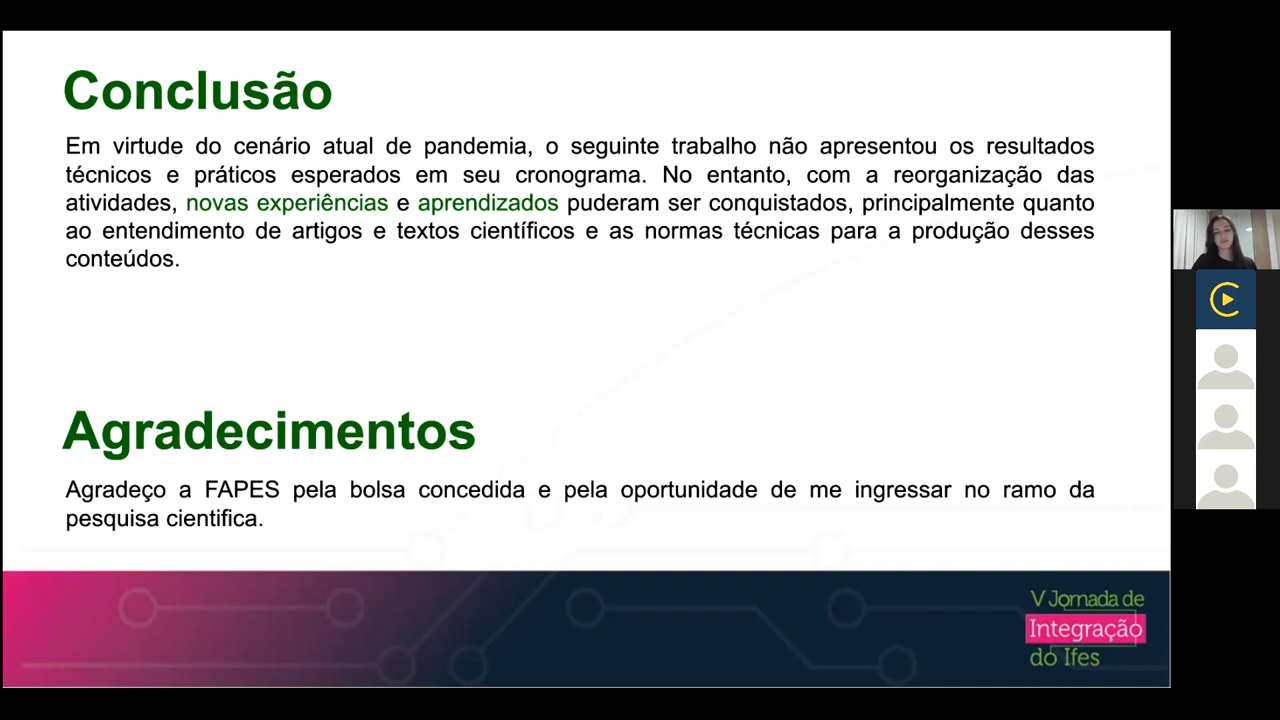 Conclusão
Em virtude do cenário atual de pandemia, o seguinte trabalho não apresentou os resultados
técnicos e práticos esperados em seu cronograma. No entanto, com a reorganização das
atividades, novas experiências e aprendizados puderam ser conquistados, principalmente quanto
ao entendimento de artigos e textos científicos e as normas técnicas para a produção desses
conteúdos.
Agradecimentos
Agradeço a FAPES pela bolsa concedida e pela oportunidade de me ingressar no ramo da
pesquisa cientifica.
V Jornada de
Integração
do Ifes